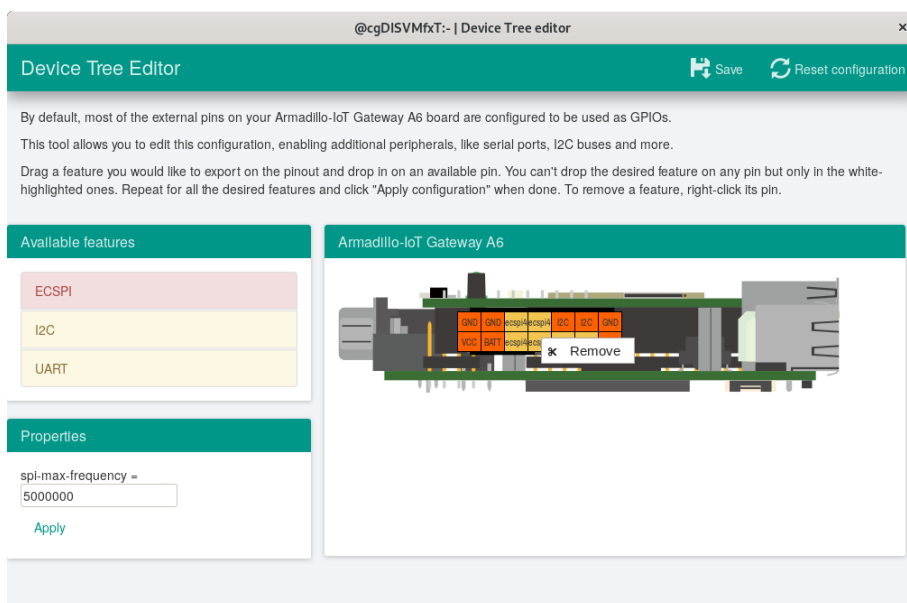 @cgDISVMfxT:- | Device Tree editor
Device Tree Editor
Save
Reset configuration
By default, most of the external pins on your Armadillo-IoT Gateway A6 board are configured to be used as GPIOs.
This tool allows you to edit this configuration, enabling additional peripherals, like serial ports, I2C buses and more.
Drag a feature you would like to export on the pinout and drop in on an available pin. You can't drop the desired feature on any pin but only in the white-
highlighted ones. Repeat for all the desired features and click "Apply configuration" when done. To remove a feature, right-click its pin.
Available features
Armadillo-IoT Gateway A6
ECSPI
I2C
UART
GND GND ecspi4 ecspi4 I2C I2C GND
VCC BATT ecspi4 ecs
Remove
Properties
spi-max-frequency =
5000000
Apply